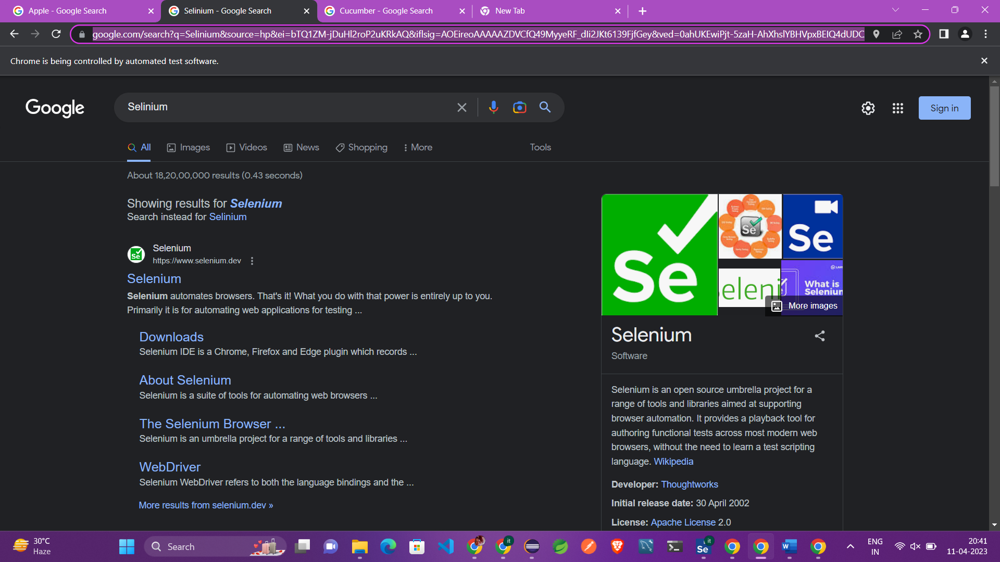 Apple - Google Search
Selinium - Google Search
Cucumber - Google Search
New Tab
google.com/search?q=Selinium&source=hp&ei=bTQ1ZM-jDuHl2roP2uKRkAQ&iflsig=AOEireoAAAAAZDVCfQ49MyyeRF_dIi2JKt6139FjfGey&ved=0ahUKEwiPjt-5zaH-AhXhslYBHVpxBEIQ4dUDC
Chrome is being controlled by automated test software.
Google
Selinium
Sign in
All
Images
Videos
News
Shopping
More
Tools
About 18,20,00,000 results (0.43 seconds)
Showing results for Selenium
Search instead for Selinium
Se
Selenium
https://www.selenium.dev
Selenium
Selenium automates browsers. That's it! What you do with that power is entirely up to you.
Primarily it is for automating web applications for testing ...
Downloads
Selenium IDE is a Chrome, Firefox and Edge plugin which records ...
About Selenium
Selenium is a suite of tools for automating web browsers ...
The Selenium Browser ...
Selenium is an umbrella project for a range of tools and libraries ...
WebDriver
Selenium WebDriver refers to both the language bindings and the ...
More results from selenium.dev »
Se
Se
Se
eleni
What is
Selenium
More images
Selenium
Software
Selenium is an open source umbrella project for a
range of tools and libraries aimed at supporting
browser automation. It provides a playback tool for
authoring functional tests across most modern web
browsers, without the need to learn a test scripting
language. Wikipedia
Developer: Thoughtworks
Initial release date: 30 April 2002
License: Apache License 2.0
30°C
Haze
Search
it
Se
it
W
ENG
IN
20:41
11-04-2023